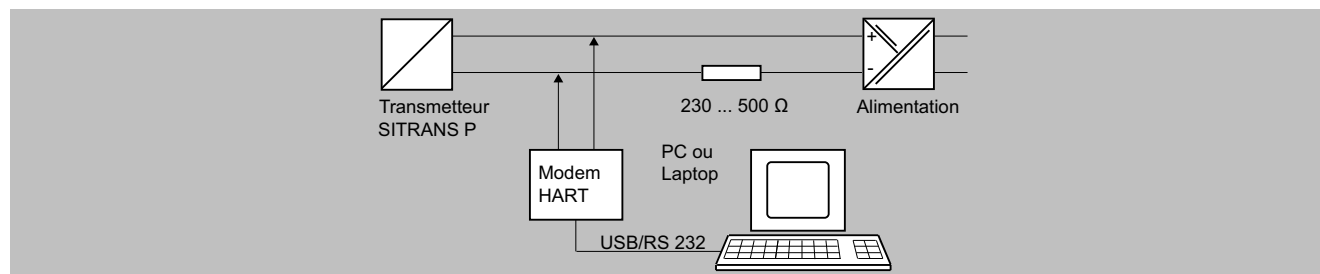 +
-
Transmetteur
SITRANS P
230 ... 500 Ω
Alimentation
Modem
HART
PC ou
Laptop
USB/RS 232